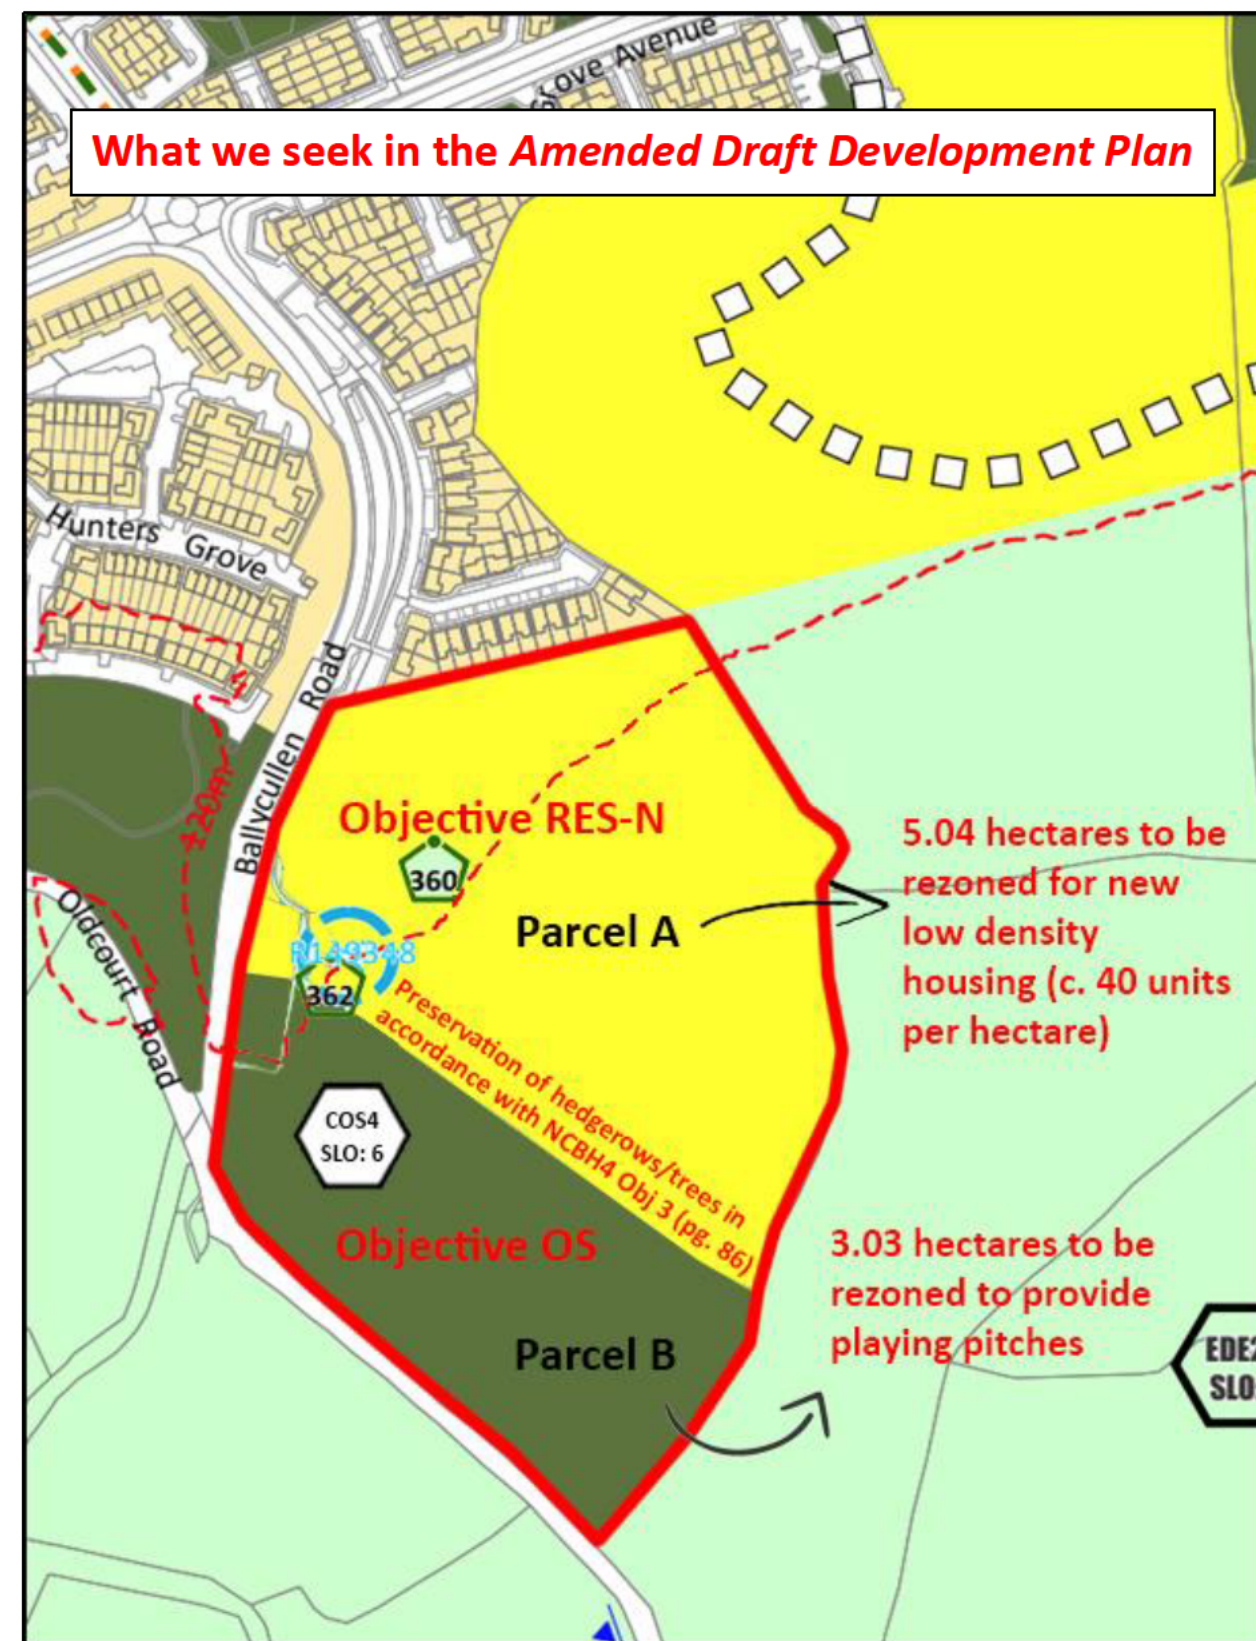 Grove Avenue
What we seek in the Amended Draft Development Plan
Hunters Grove
Ballycullen Road
120m
Oldcourt Road
Objective RES-N
360
Parcel A
5.04 hectares to be
rezoned for new
low density
housing (c. 40 units
per hectare)
R149348
362
Preservation of hedgerows/trees in
accordance with NCBH4 Obj 3 (pg. 86)
COS4
SLO: 6
Objective OS
3.03 hectares to be
rezoned to provide
playing pitches
Parcel B
SLO